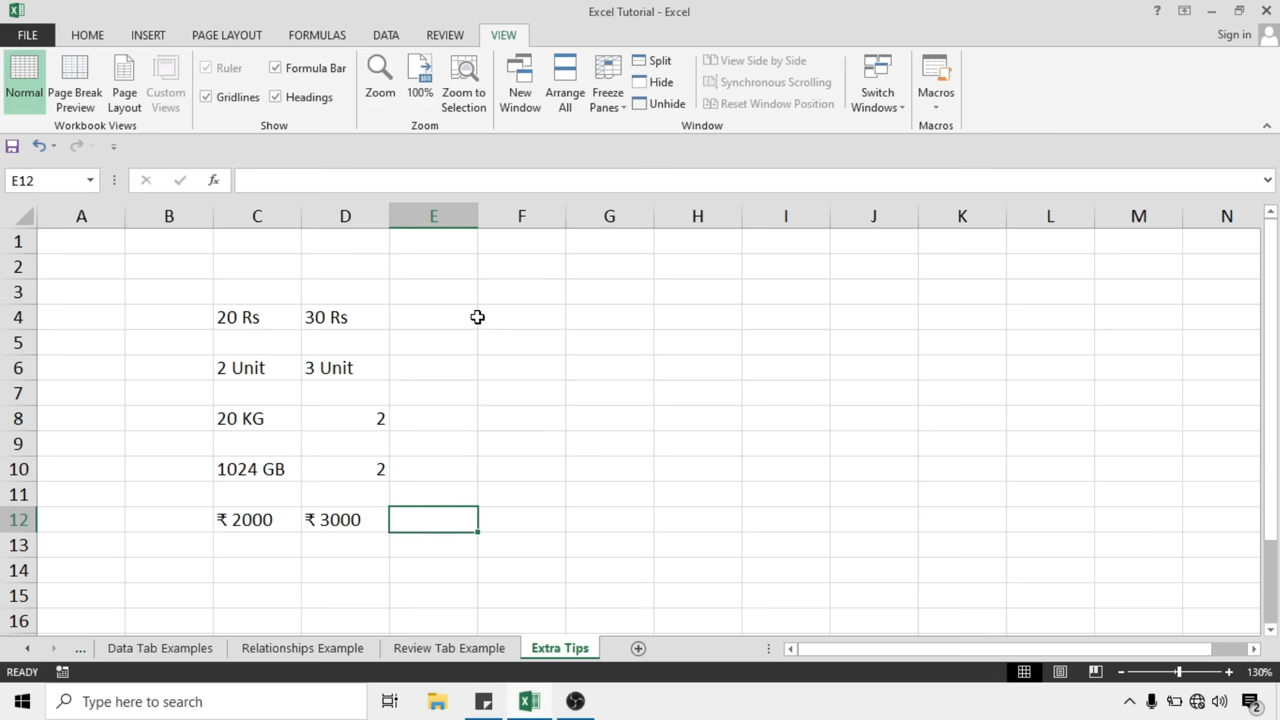 Excel Tutorial - Excel
?
FILE HOME INSERT PAGE LAYOUT FORMULAS DATA REVIEW VIEW Sign in
Normal Page Break Preview Page Layout Custom Views
Workbook Views
Ruler Formula Bar
Gridlines Headings
Show
Zoom 100% Zoom to Selection
Zoom
New Window Arrange All Freeze Panes
Split
Hide
Unhide
View Side by Side
Synchronous Scrolling
Reset Window Position
Switch Windows
Window
Macros
Macros
E12 fx
A B C D E F G H I J K L M N
1
2
3
4 20 Rs 30 Rs
5
6 2 Unit 3 Unit
7
8 20 KG 2
9
10 1024 GB 2
11
12 ₹ 2000 ₹ 3000
13
14
15
16
... Data Tab Examples Relationships Example Review Tab Example Extra Tips
READY 130%
Type here to search 2